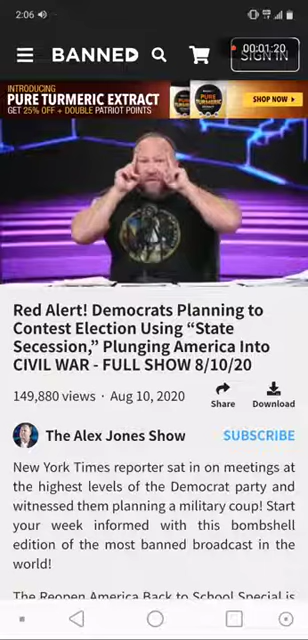 2:06
BANNED
00:01:20
SIGN IN
INTRODUCING
PURE TURMERIC EXTRACT
GET 25% OFF + DOUBLE PATRIOT POINTS
SHOP NOW
Red Alert! Democrats Planning to
Contest Election Using “State
Secession,” Plunging America Into
CIVIL WAR - FULL SHOW 8/10/20
149,880 views · Aug 10, 2020
Share
Download
The Alex Jones Show
SUBSCRIBE
New York Times reporter sat in on meetings at
the highest levels of the Democrat party and
witnessed them planning a military coup! Start
your week informed with this bombshell
edition of the most banned broadcast in the
world!
The Reopen America Back to School Special is